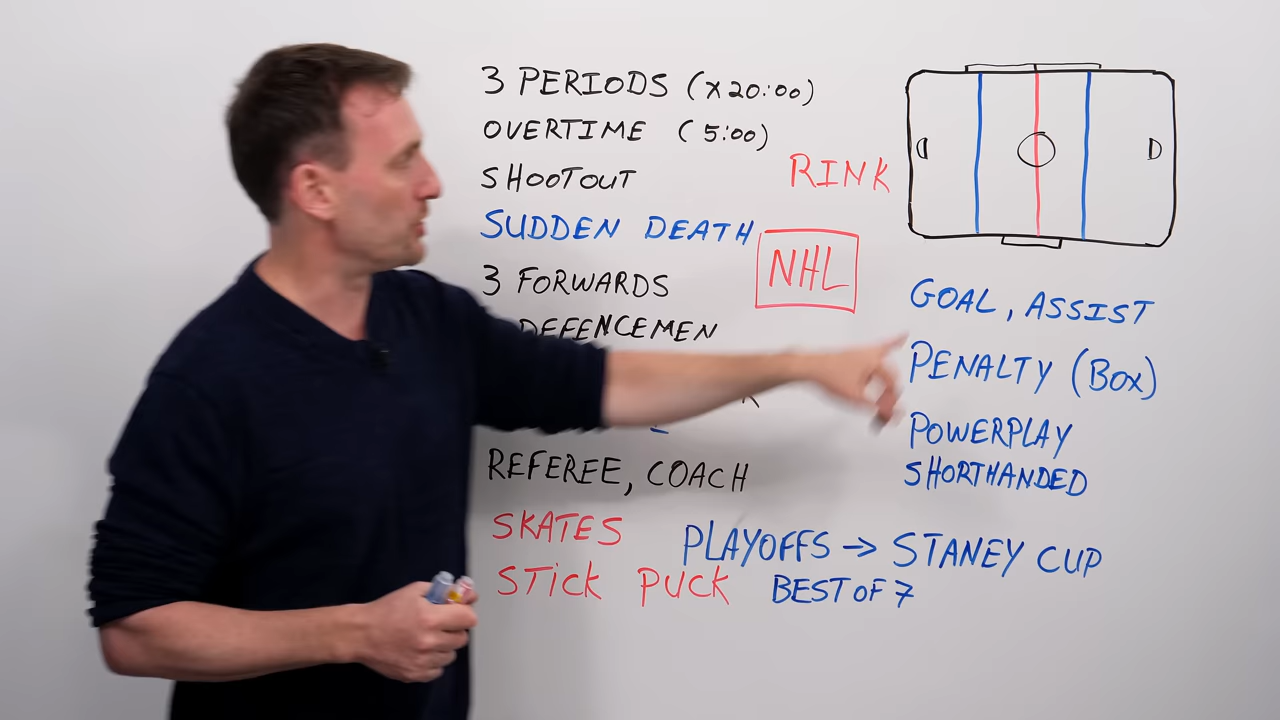 3 PERIODS (x20:00)
OVERTIME (5:00)
SHOOTOUT
SUDDEN DEATH
3 FORWARDS
DEFENCEMEN
REFEREE, COACH
SKATES
STICK PUCK
RINK
NHL
GOAL, ASSIST
PENALTY (BOX)
POWERPLAY
SHORTHANDED
PLAYOFFS → STANEY CUP
BEST OF 7